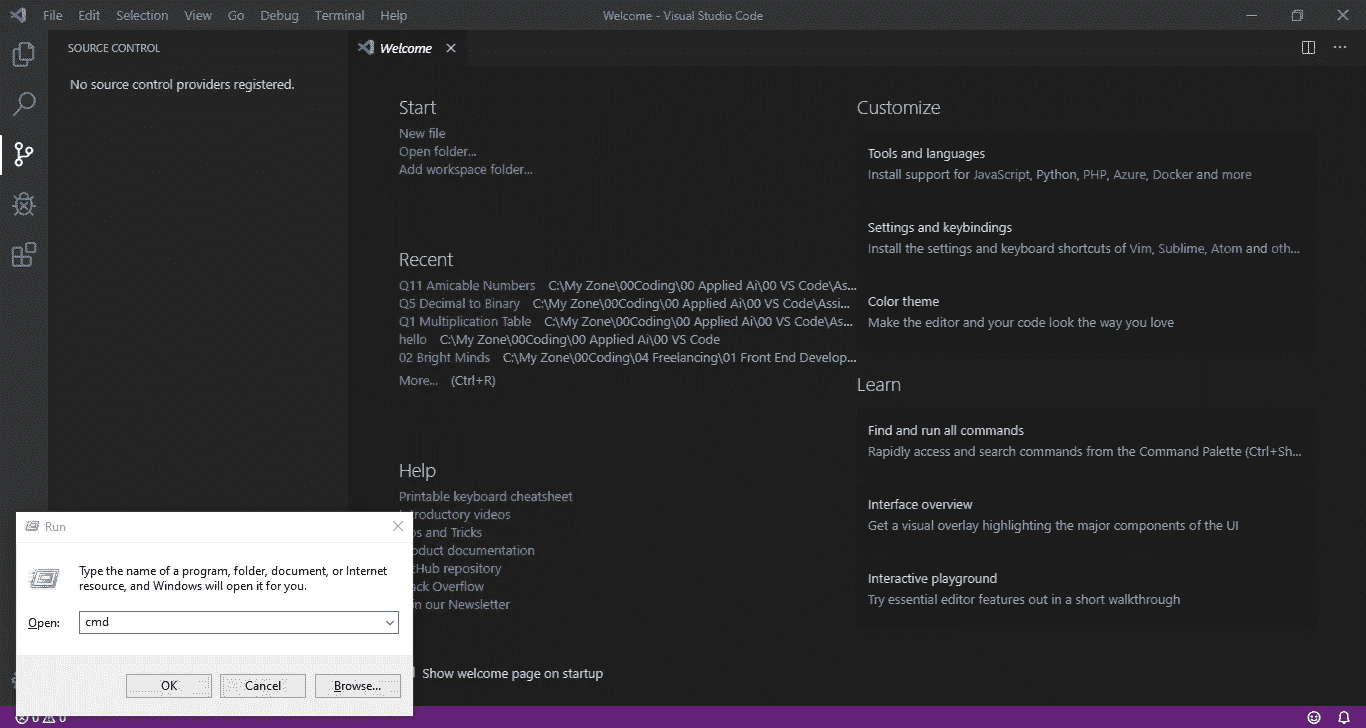 File Edit Selection View Go Debug Terminal Help
Welcome - Visual Studio Code
SOURCE CONTROL
No source control providers registered.
Welcome
Start
New file
Open folder...
Add workspace folder...
Recent
Q11 Amicable Numbers C:\My Zone\00Coding\00 Applied Ai\00 VS Code\As...
Q5 Decimal to Binary C:\My Zone\00Coding\00 Applied Ai\00 VS Code\Assi...
Q1 Multiplication Table C:\My Zone\00Coding\00 Applied Ai\00 VS Code\As...
hello C:\My Zone\00Coding\00 Applied Ai\00 VS Code
02 Bright Minds C:\My Zone\00Coding\04 Freelancing\01 Front End Develop...
More... (Ctrl+R)
Help
Printable keyboard cheatsheet
troductory videos
os and Tricks
oduct documentation
tHub repository
ack Overflow
n our Newsletter
Show welcome page on startup
Customize
Tools and languages
Install support for JavaScript, Python, PHP, Azure, Docker and more
Settings and keybindings
Install the settings and keyboard shortcuts of Vim, Sublime, Atom and oth...
Color theme
Make the editor and your code look the way you love
Learn
Find and run all commands
Rapidly access and search commands from the Command Palette (Ctrl+Sh...
Interface overview
Get a visual overlay highlighting the major components of the UI
Interactive playground
Try essential editor features out in a short walkthrough
Run
Type the name of a program, folder, document, or Internet
resource, and Windows will open it for you.
Open: cmd
OK Cancel Browse...
0 0